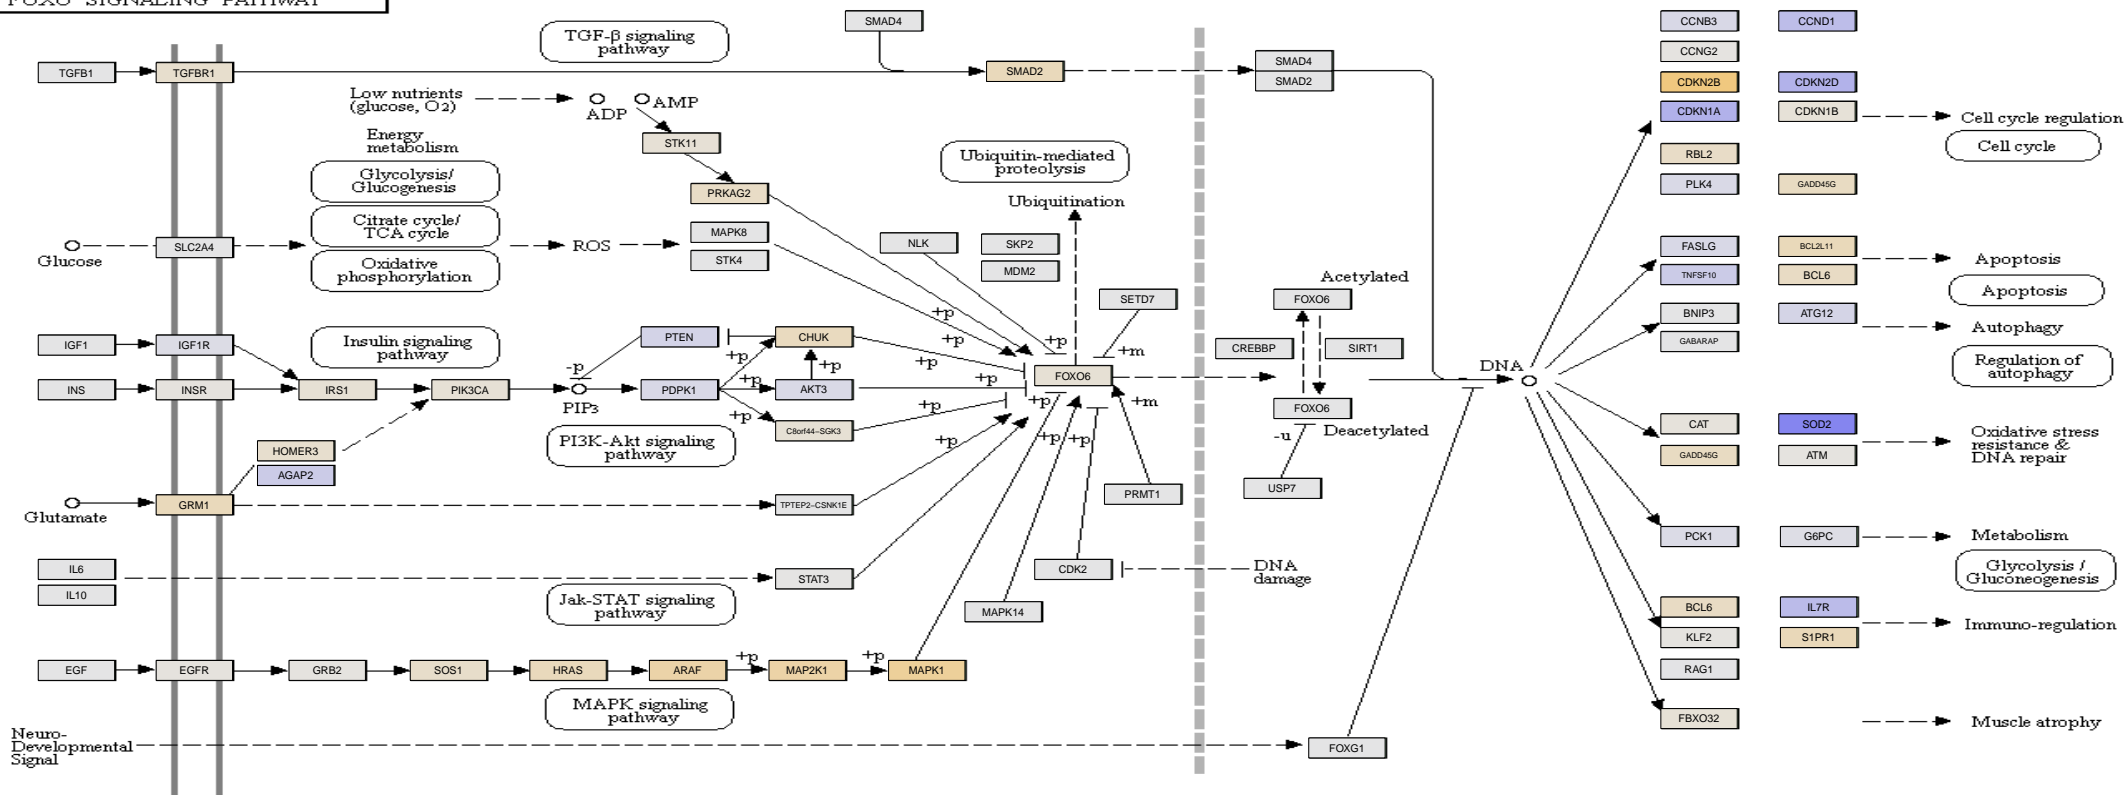 FOXO SIGNALING PATHWAY
TGFB1
TGFBR1
TGF-β signaling
pathway
SMAD4
SMAD2
SMAD4
SMAD2
Low nutrients
(glucose, O2)
ADP
AMP
Energy
metabolism
STK11
PRKAG2
Glycolysis/
Glucogenesis
Citrate cycle/
TCA cycle
Oxidative
phosphorylation
Glucose
SLC2A4
ROS
MAPK8
STK4
NLK
SKP2
MDM2
Ubiquitin-mediated
proteolysis
Ubiquitination
SETD7
+p
+p
+m
IGF1
IGF1R
Insulin signaling
pathway
PTEN
CHUK
+p
+p
+p
-p
INS
INSR
IRS1
PIK3CA
PIP3
PDPK1
+p
AKT3
+p
FOXO6
+p
C8orf44-SGK3
+p
+p
+m
PI3K-Akt signaling
pathway
HOMER3
AGAP2
+p
+p
+p
Glutamate
GRM1
TPTEP2-CSNK1E
PRMT1
IL6
IL10
STAT3
Jak-STAT signaling
pathway
CDK2
DNA
damage
MAPK14
EGF
EGFR
GRB2
SOS1
HRAS
ARAF
+p
MAP2K1
+p
MAPK1
MAPK signaling
pathway
Neuro-
Developmental
Signal
FOXG1
Acetylated
FOXO6
CREBBP
SIRT1
FOXO6
Deacetylated
-u
USP7
DNA
CCNB3
CCND1
CCNG2
CDKN2B
CDKN2D
CDKN1A
CDKN1B
Cell cycle regulation
Cell cycle
RBL2
PLK4
GADD45G
FASLG
BCL2L11
TNFSF10
BCL6
Apoptosis
Apoptosis
BNIP3
ATG12
GABARAP
Autophagy
Regulation of
autophagy
CAT
SOD2
GADD45G
ATM
Oxidative stress
resistance &
DNA repair
PCK1
G6PC
Metabolism
Glycolysis /
Gluconeogenesis
BCL6
IL7R
KLF2
S1PR1
Immuno-regulation
RAG1
FBXO32
Muscle atrophy